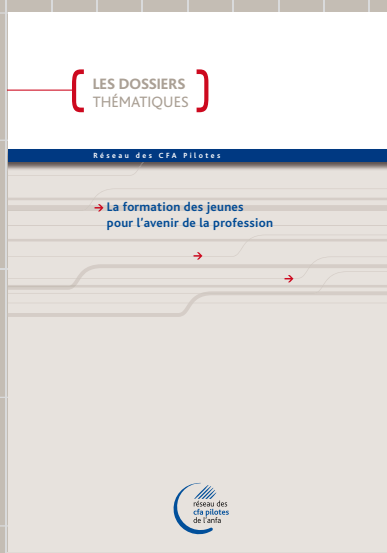 LES DOSSIERS
THÉMATIQUES
Réseau des CFA Pilotes
→ La formation des jeunes
pour l'avenir de la profession
→
→
réseau des
cfa pilotes
de l'anfa